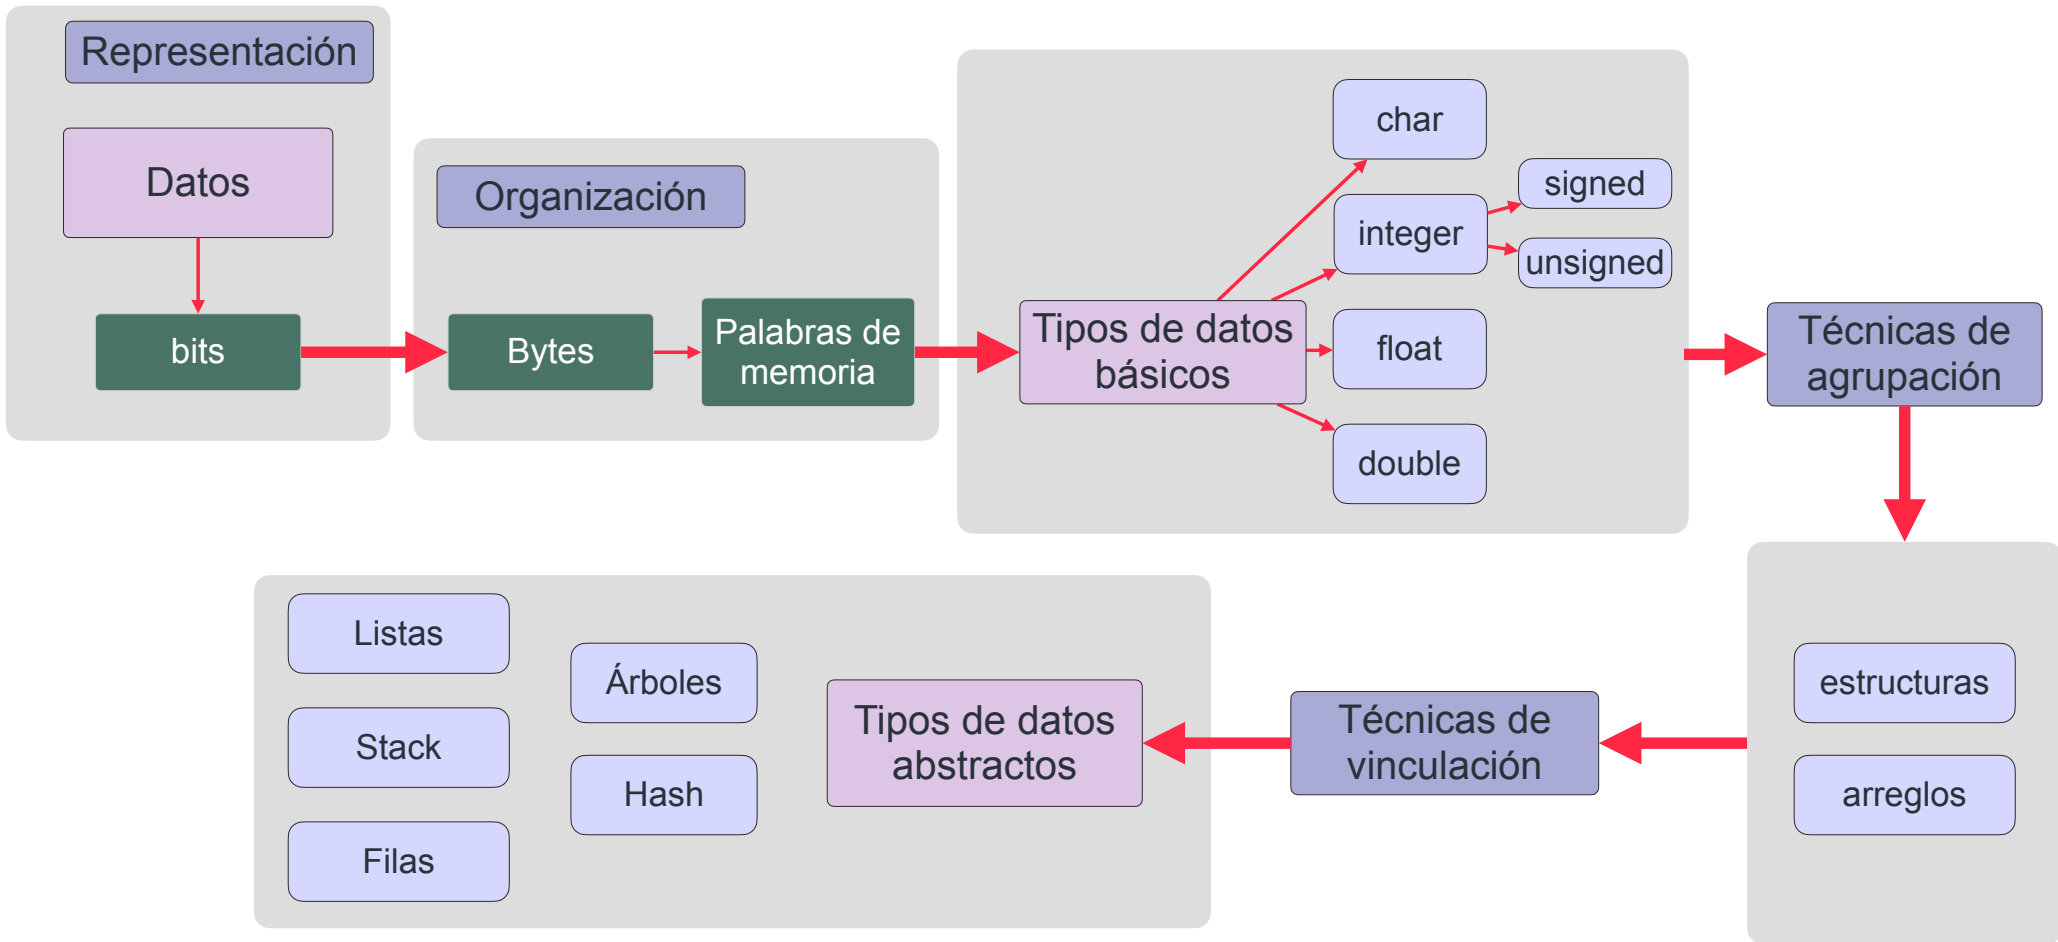 Representación
Datos
bits
Organización
Bytes
Palabras de
memoria
Tipos de datos
básicos
char
integer
signed
unsigned
float
double
Técnicas de
agrupación
estructuras
arreglos
Técnicas de
vinculación
Tipos de datos
abstractos
Árboles
Hash
Listas
Stack
Filas